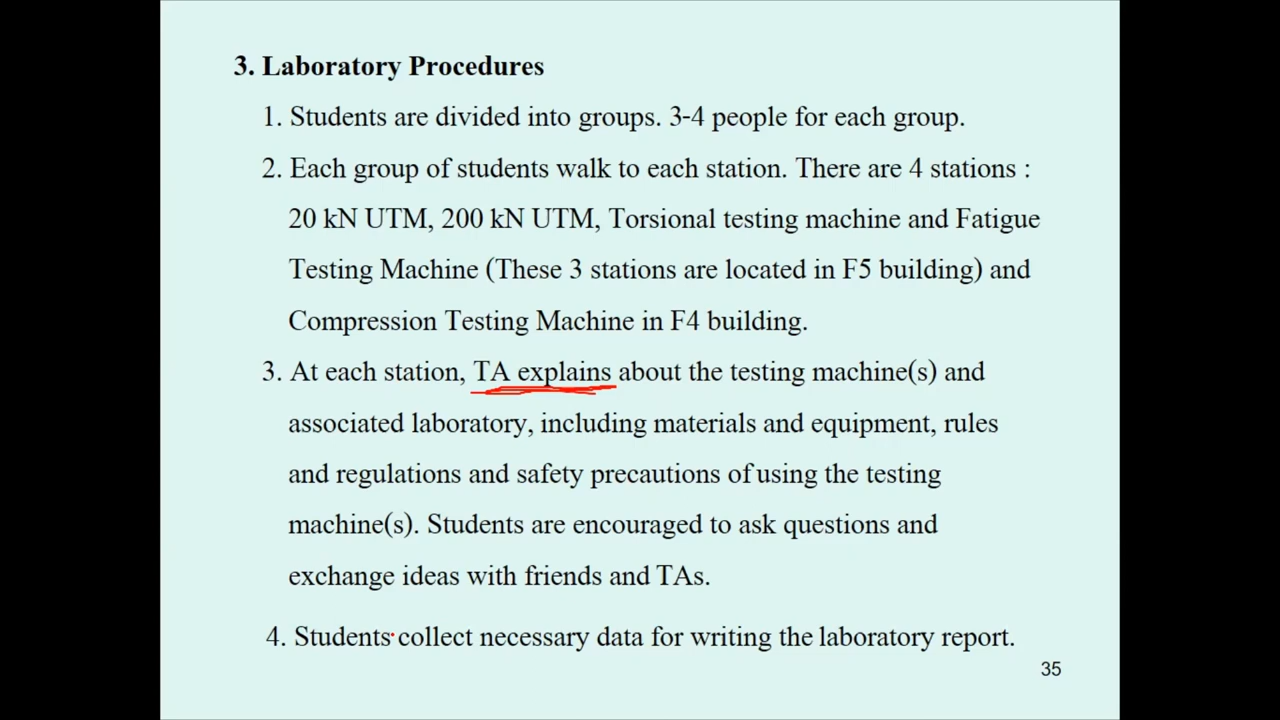 3. Laboratory Procedures
1. Students are divided into groups. 3-4 people for each group.
2. Each group of students walk to each station. There are 4 stations :
20 kN UTM, 200 kN UTM, Torsional testing machine and Fatigue
Testing Machine (These 3 stations are located in F5 building) and
Compression Testing Machine in F4 building.
3. At each station, TA explains about the testing machine(s) and
associated laboratory, including materials and equipment, rules
and regulations and safety precautions of using the testing
machine(s). Students are encouraged to ask questions and
exchange ideas with friends and TAs.
4. Students collect necessary data for writing the laboratory report.
35